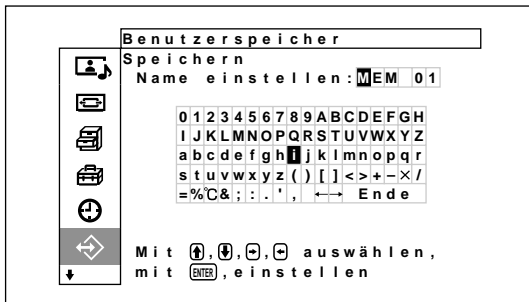 Benutzerspeicher
Speichern
Name einstellen:MEM 01
0123456789ABCDEFGH
IJKLMNOPQRSTUVWXYZ
abcdefghijklmnopqr
stuvwxyz()[]<>+−×/
=%℃&;:.', ←→ Ende
Mit ↑,↓,→,← auswählen,
mit ENTER,einstellen